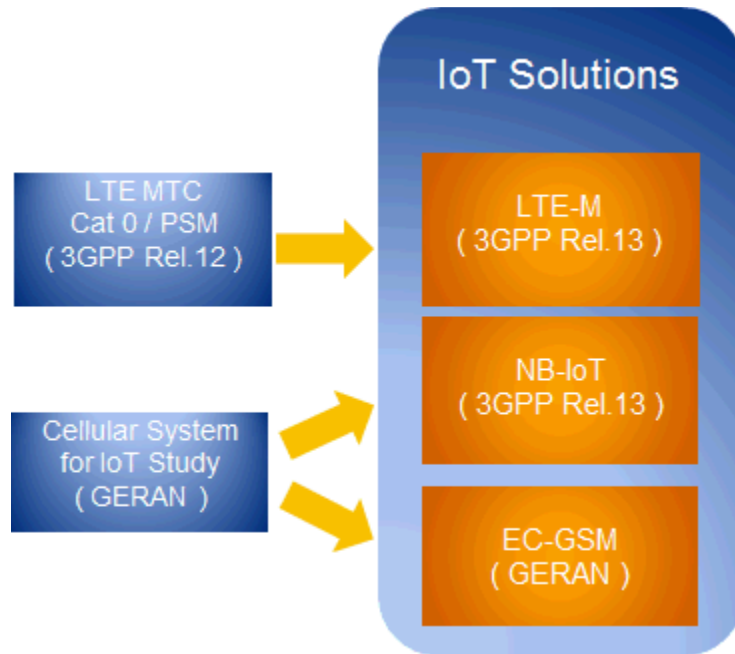 IoT Solutions
LTE MTC
Cat 0 / PSM
( 3GPP Rel.12 )
LTE-M
( 3GPP Rel.13 )
NB-IoT
( 3GPP Rel.13 )
Cellular System
for IoT Study
( GERAN )
EC-GSM
( GERAN )